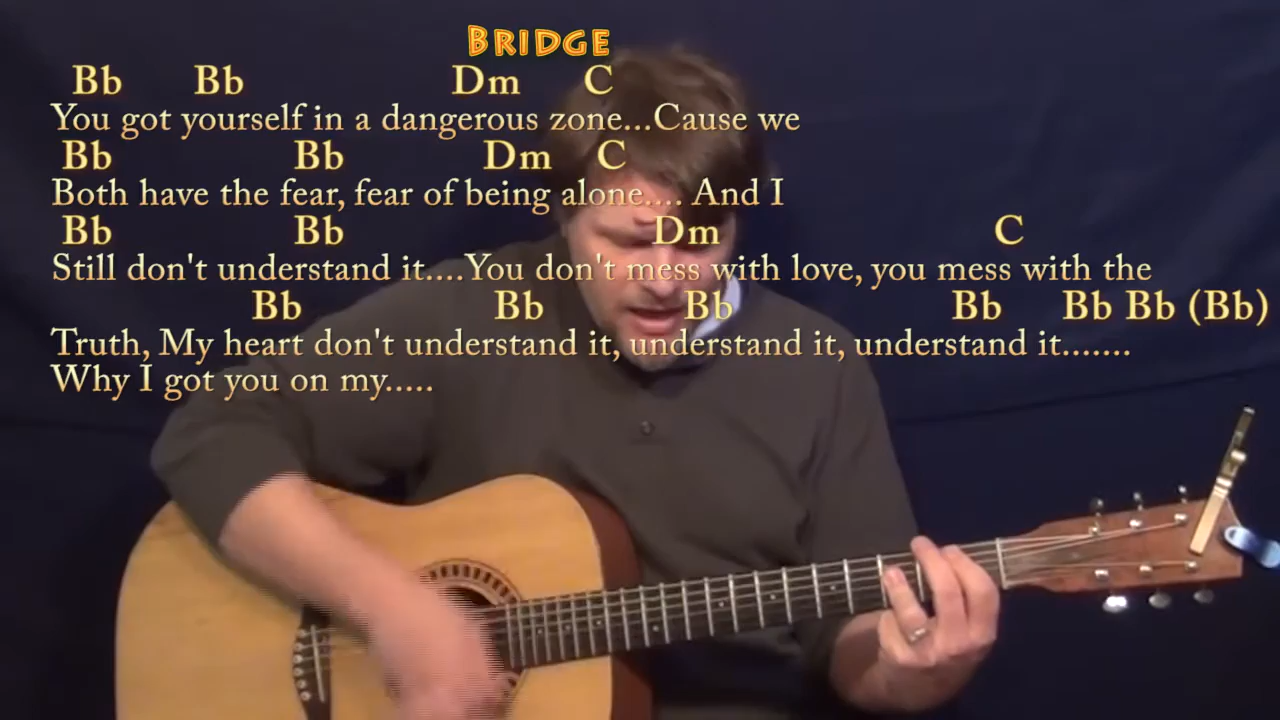 BRIDGE
Bb Bb Dm C
You got yourself in a dangerous zone...Cause we
Bb Bb Dm C
Both have the fear, fear of being alone.... And I
Bb Bb Dm C
Still don't understand it....You don't mess with love, you mess with the
Bb Bb Bb Bb Bb Bb (Bb)
Truth, My heart don't understand it, understand it, understand it.......
Why I got you on my.....